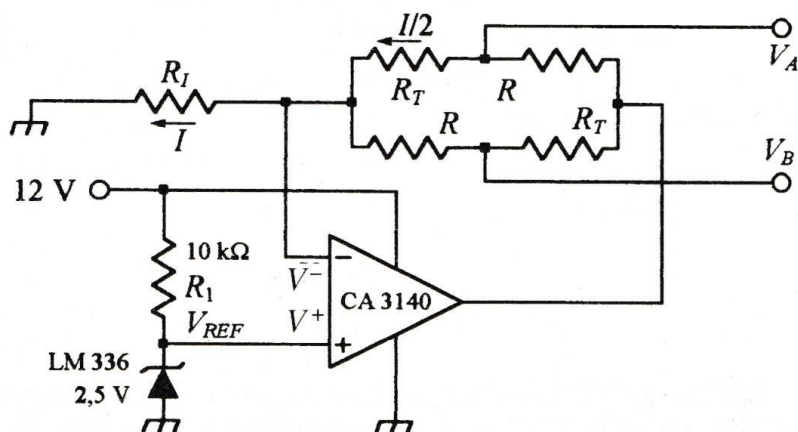 I/2
V_A
R_I
R_T
R
I
R
R_T
V_B
12 V
10 kΩ
R_1
V^-
CA 3140
V_REF
V^+
LM 336
2,5 V
−
+